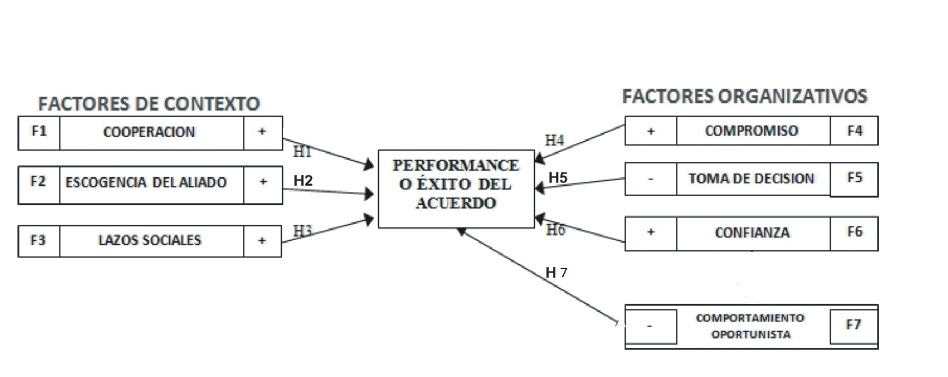 FACTORES DE CONTEXTO
F1 COOPERACION +
F2 ESCOGENCIA DEL ALIADO +
F3 LAZOS SOCIALES +
H1
H2
H3
PERFORMANCE
O ÉXITO DEL
ACUERDO
H4
H5
H6
H 7
FACTORES ORGANIZATIVOS
+ COMPROMISO F4
- TOMA DE DECISION F5
+ CONFIANZA F6
- COMPORTAMIENTO F7
OPORTUNISTA